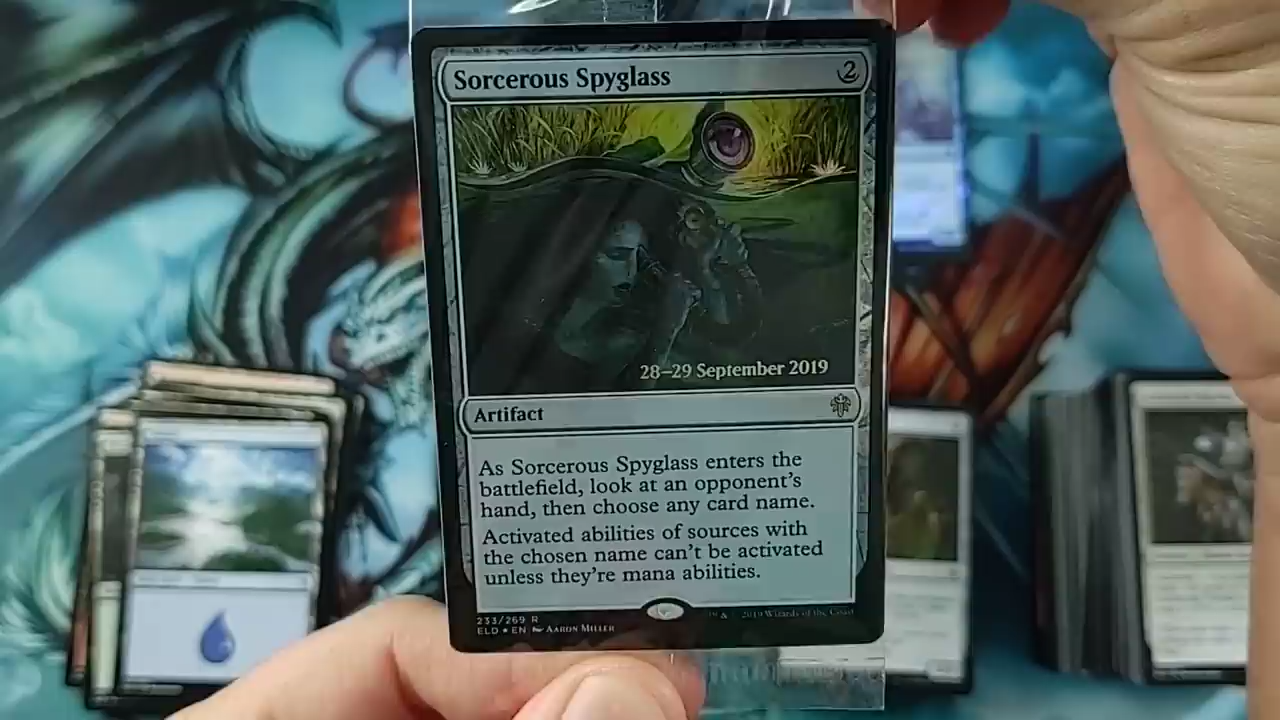 Sorcerous Spyglass
2
28–29 September 2019
Artifact
As Sorcerous Spyglass enters the
battlefield, look at an opponent's
hand, then choose any card name.
Activated abilities of sources with
the chosen name can't be activated
unless they're mana abilities.
233/269 R
ELD ★ EN AARON MILLER
2019 Wizards of the Coast